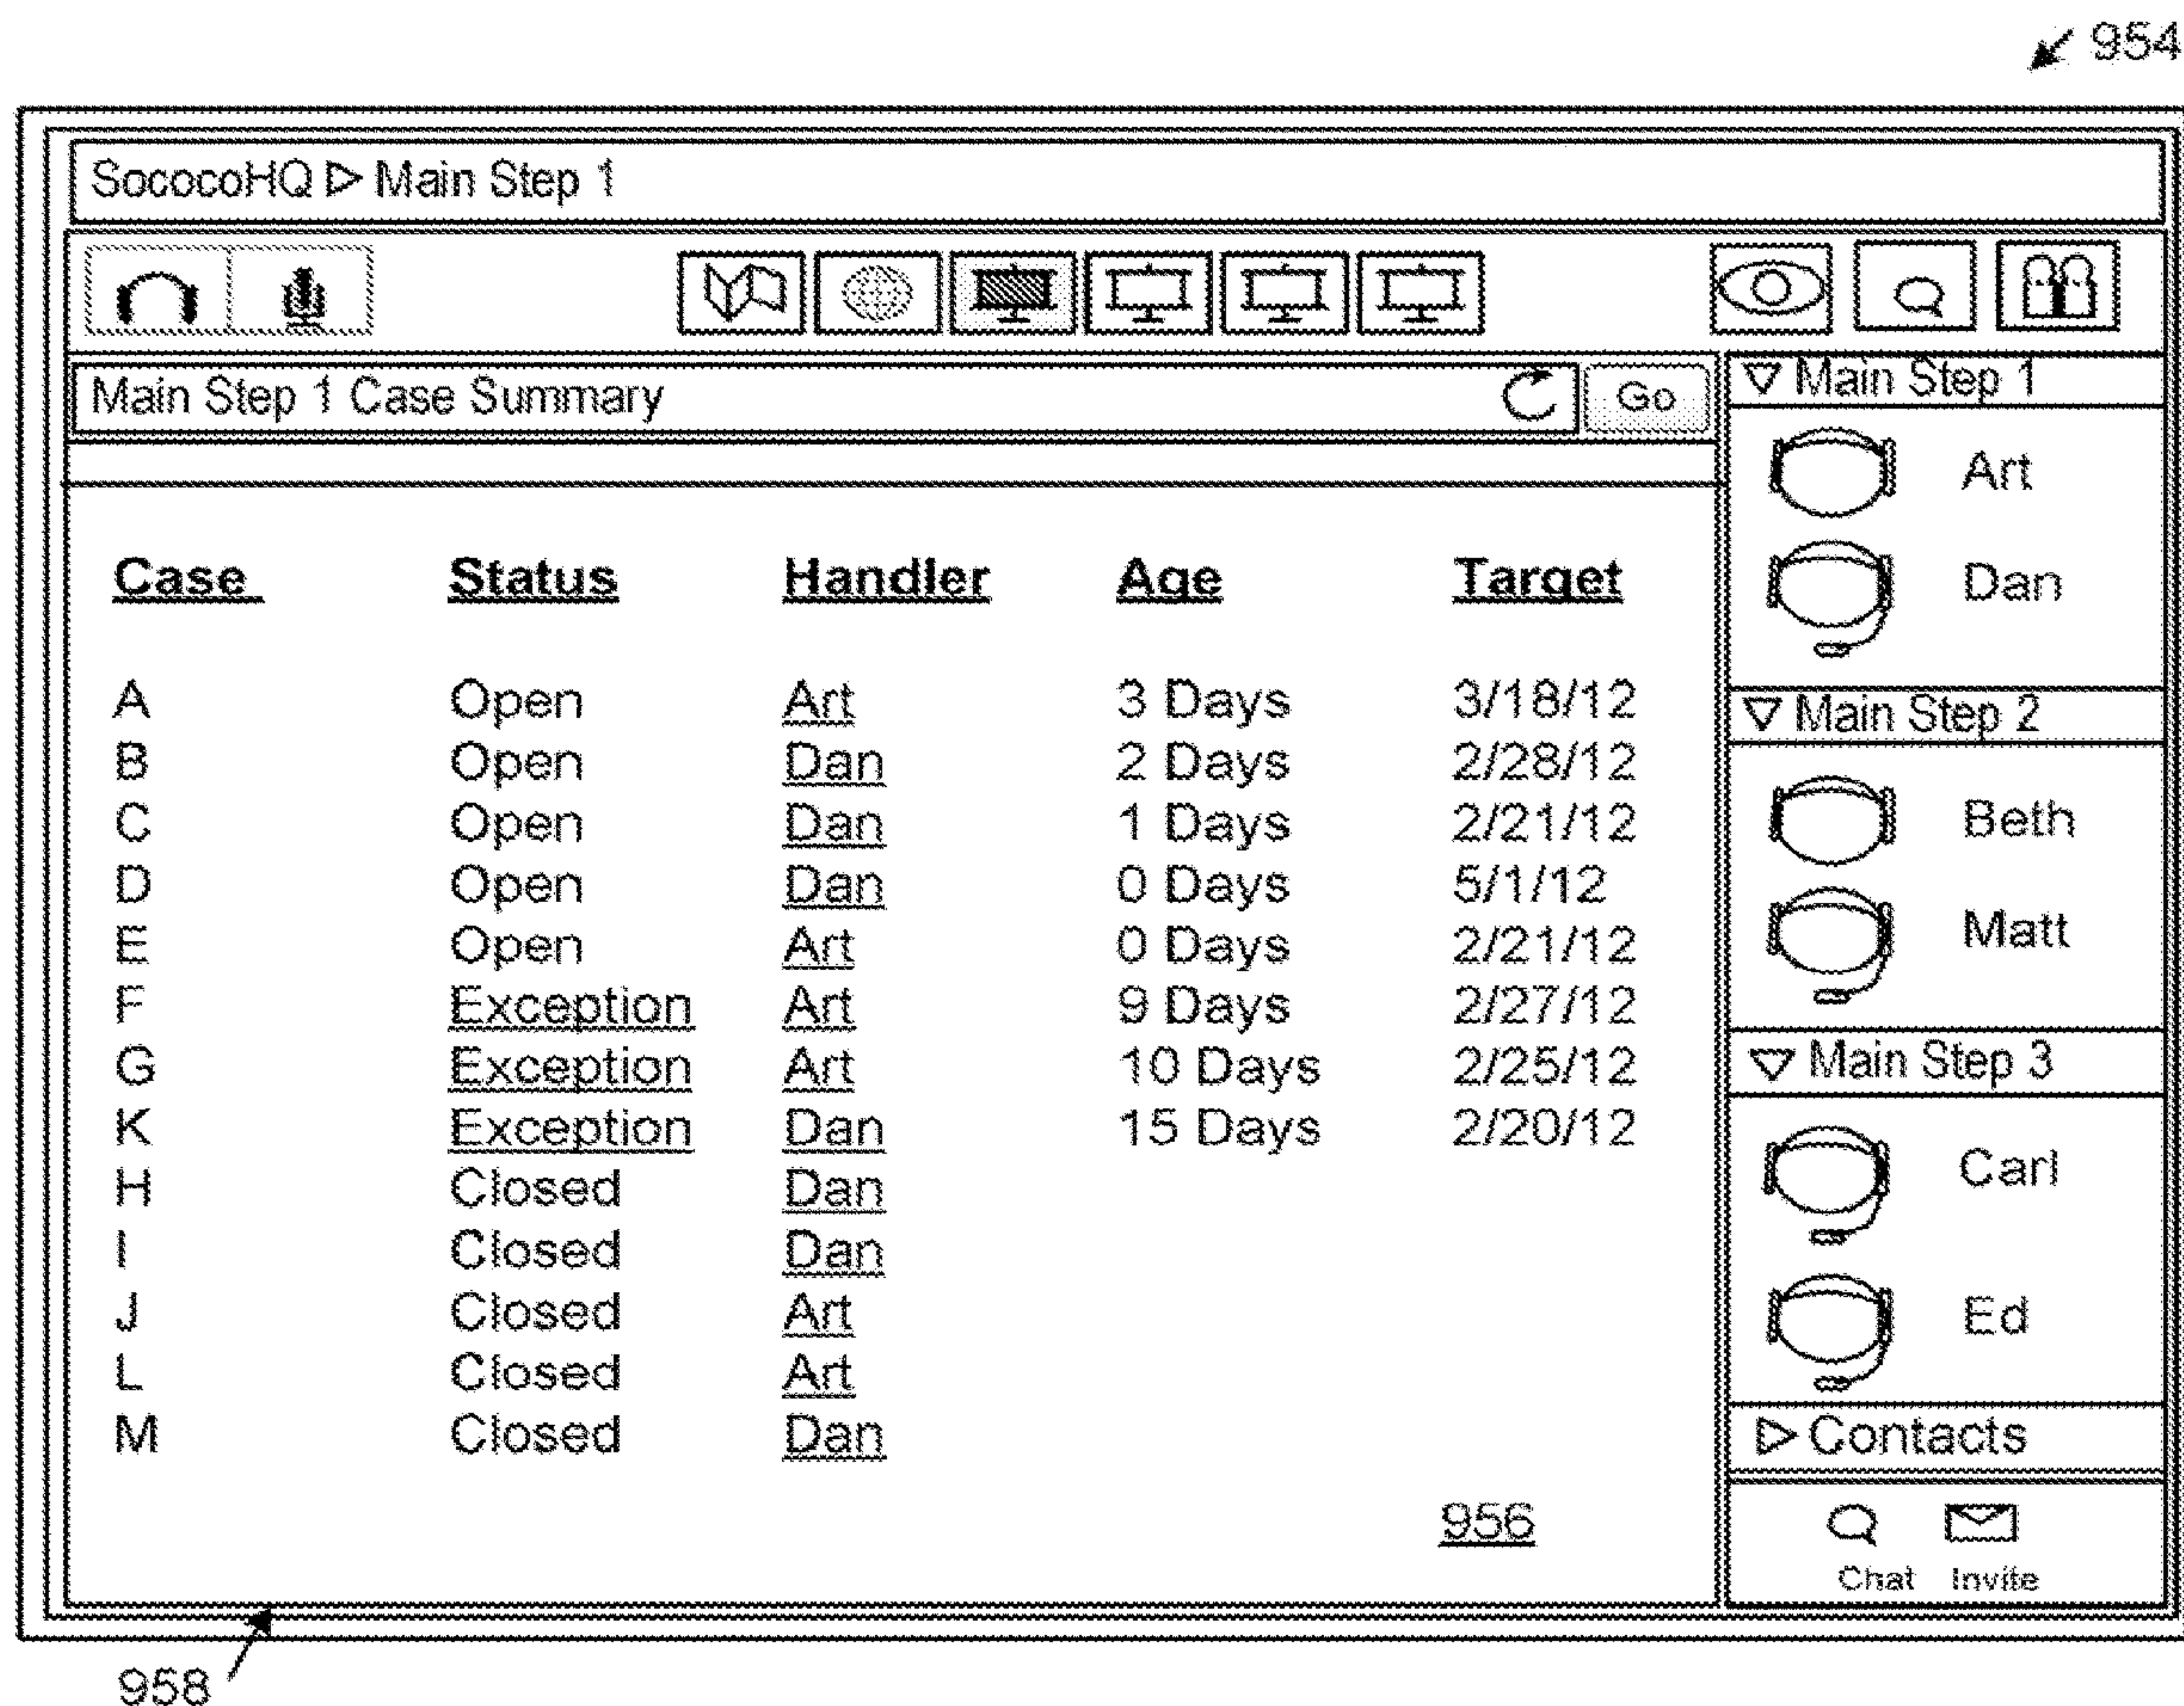 954
SococoHQ ▷ Main Step 1
Main Step 1 Case Summary Go
Case Status Handler Age Target
A Open Art 3 Days 3/18/12
B Open Dan 2 Days 2/28/12
C Open Dan 1 Days 2/21/12
D Open Dan 0 Days 5/1/12
E Open Art 0 Days 2/21/12
F Exception Art 9 Days 2/27/12
G Exception Art 10 Days 2/25/12
K Exception Dan 15 Days 2/20/12
H Closed Dan
I Closed Dan
J Closed Art
L Closed Art
M Closed Dan
956
▽ Main Step 1
Art
Dan
▽ Main Step 2
Beth
Matt
▽ Main Step 3
Carl
Ed
▷ Contacts
Chat Invite
958